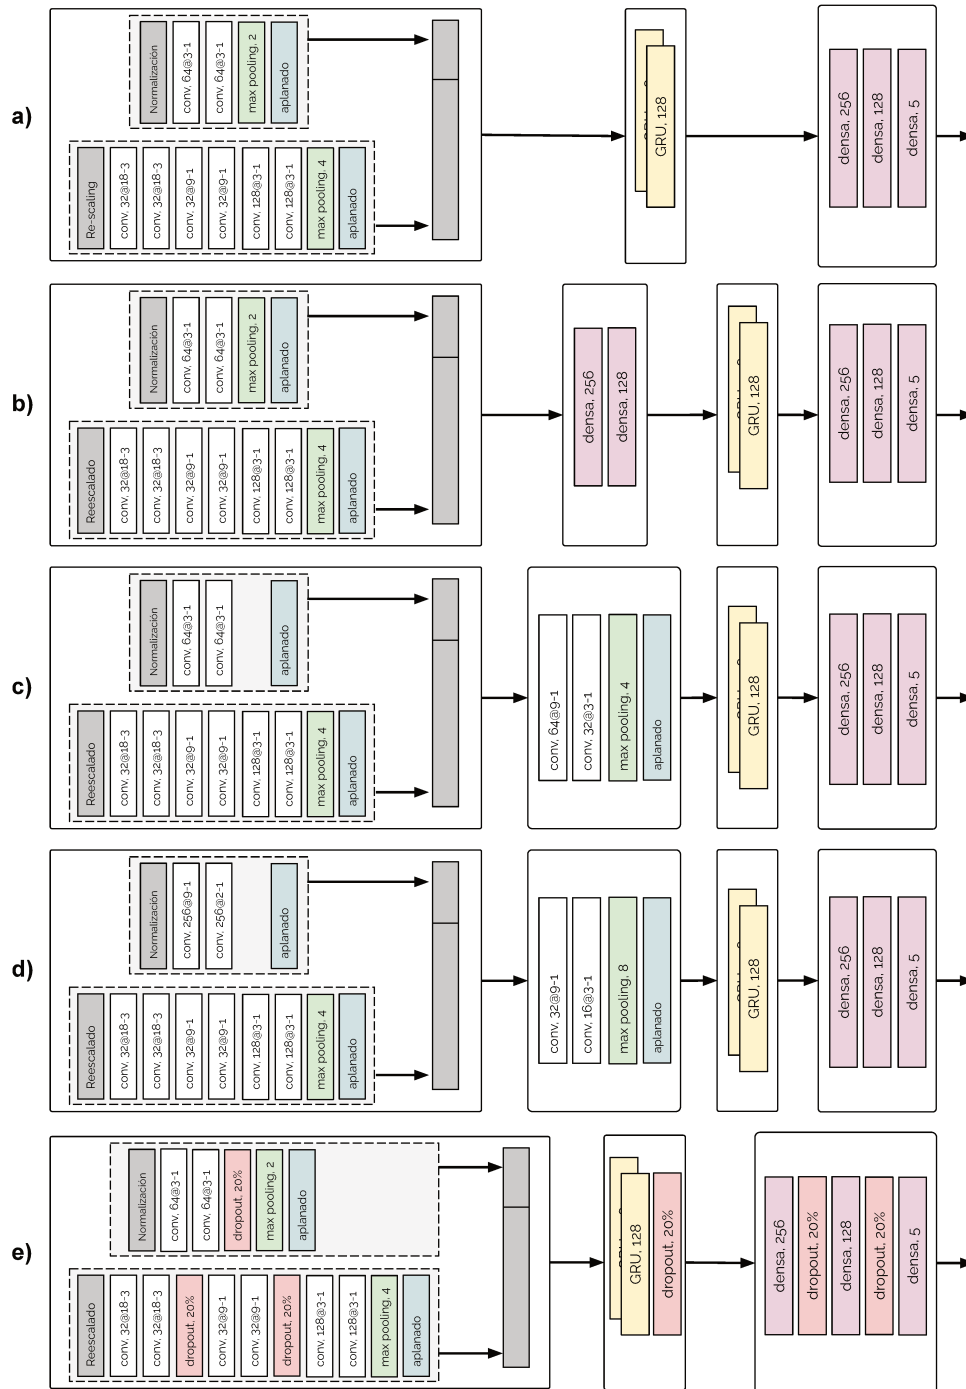 a)
Normalización
conv, 64@3-1
conv, 64@3-1
max pooling, 2
aplanado
Re-scaling
conv, 32@18-3
conv, 32@18-3
conv, 32@9-1
conv, 32@9-1
conv, 128@3-1
conv, 128@3-1
max pooling, 4
aplanado
GRU, 128
densa, 256
densa, 128
densa, 5
b)
Normalización
conv, 64@3-1
conv, 64@3-1
max pooling, 2
aplanado
Reescalado
conv, 32@18-3
conv, 32@18-3
conv, 32@9-1
conv, 32@9-1
conv, 128@3-1
conv, 128@3-1
max pooling, 4
aplanado
densa, 256
densa, 128
GRU, 128
densa, 256
densa, 128
densa, 5
c)
Normalización
conv, 64@3-1
conv, 64@3-1
aplanado
Reescalado
conv, 32@18-3
conv, 32@18-3
conv, 32@9-1
conv, 32@9-1
conv, 128@3-1
conv, 128@3-1
max pooling, 4
aplanado
conv, 64@9-1
conv, 32@3-1
max pooling, 4
aplanado
GRU, 128
densa, 256
densa, 128
densa, 5
d)
Normalización
conv, 256@9-1
conv, 256@2-1
aplanado
Reescalado
conv, 32@18-3
conv, 32@18-3
conv, 32@9-1
conv, 32@9-1
conv, 128@3-1
conv, 128@3-1
max pooling, 4
aplanado
conv, 32@9-1
conv, 16@3-1
max pooling, 8
aplanado
GRU, 128
densa, 256
densa, 128
densa, 5
e)
Normalización
conv, 64@3-1
conv, 64@3-1
dropout, 20%
max pooling, 2
aplanado
Reescalado
conv, 32@18-3
conv, 32@18-3
dropout, 20%
conv, 32@9-1
conv, 32@9-1
dropout, 20%
conv, 128@3-1
conv, 128@3-1
max pooling, 4
aplanado
GRU, 128
dropout, 20%
densa, 256
dropout, 20%
densa, 128
dropout, 20%
densa, 5